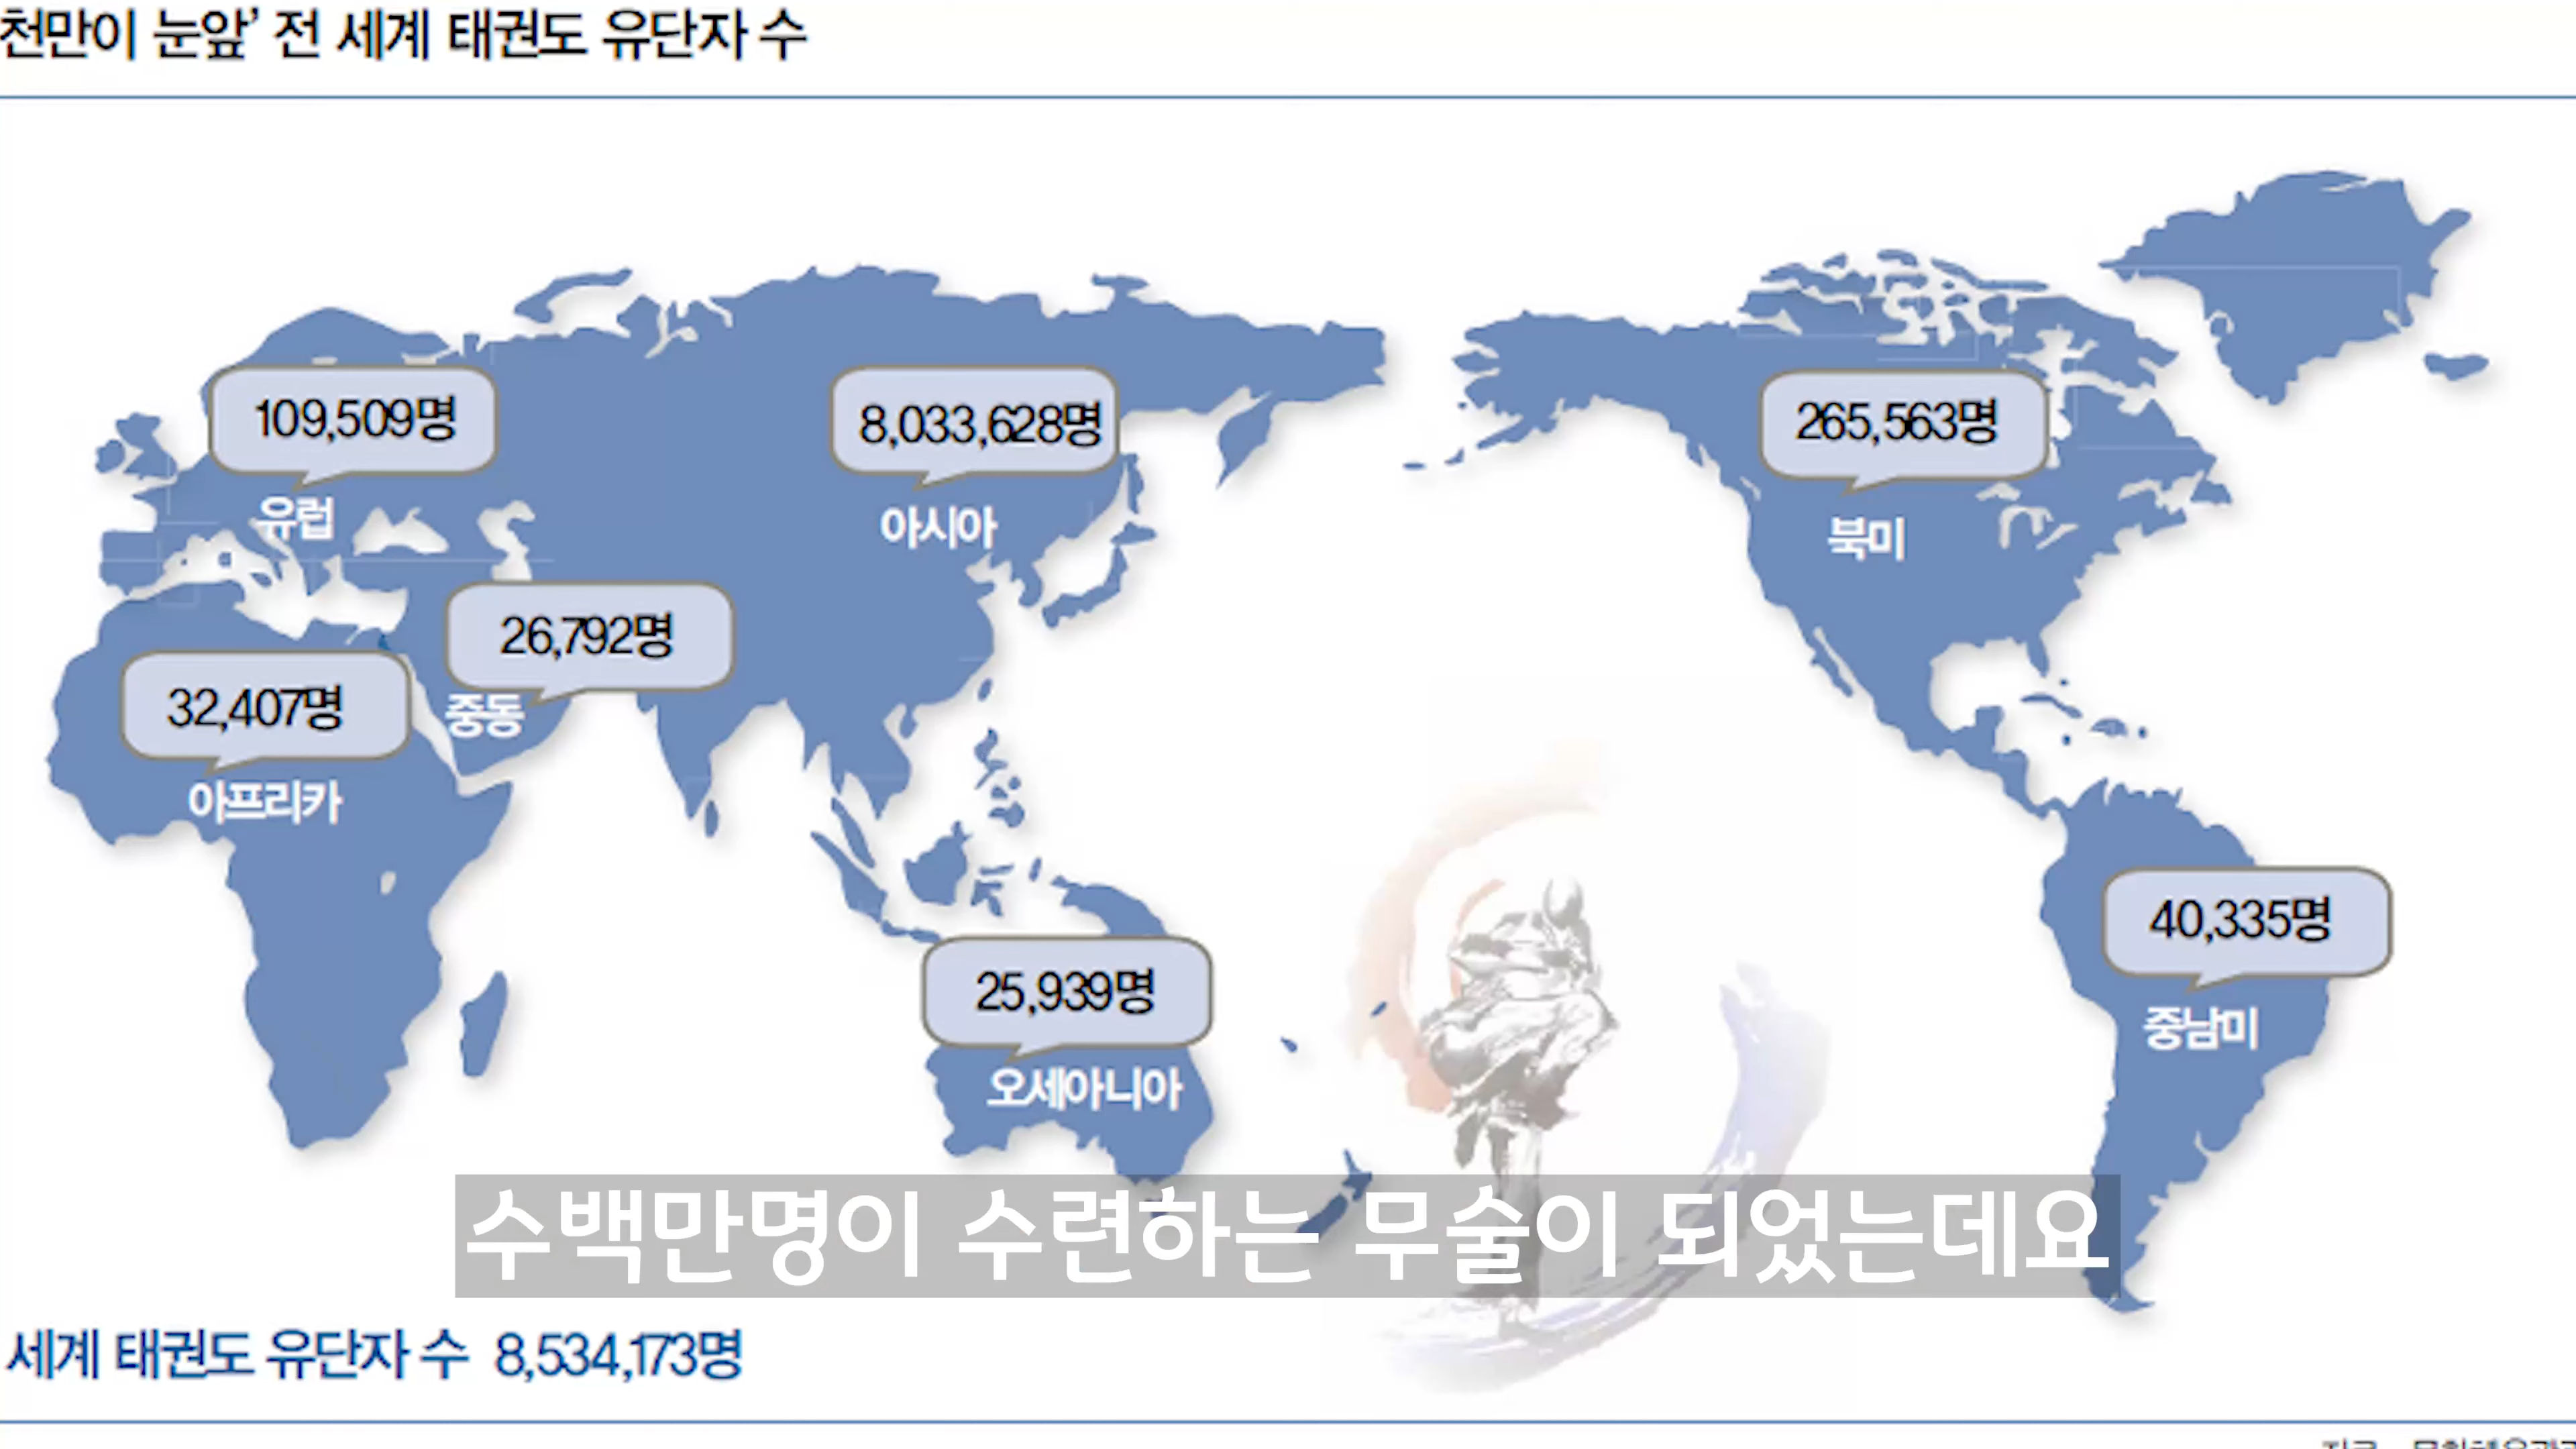 천만이 눈앞’ 전 세계 태권도 유단자 수
109,509명
유럽
8,033,628명
아시아
265,563명
북미
26,792명
중동
32,407명
아프리카
40,335명
중남미
25,939명
오세아니아
수백만명이 수련하는 무술이 되었는데요
세계 태권도 유단자 수 8,534,173명